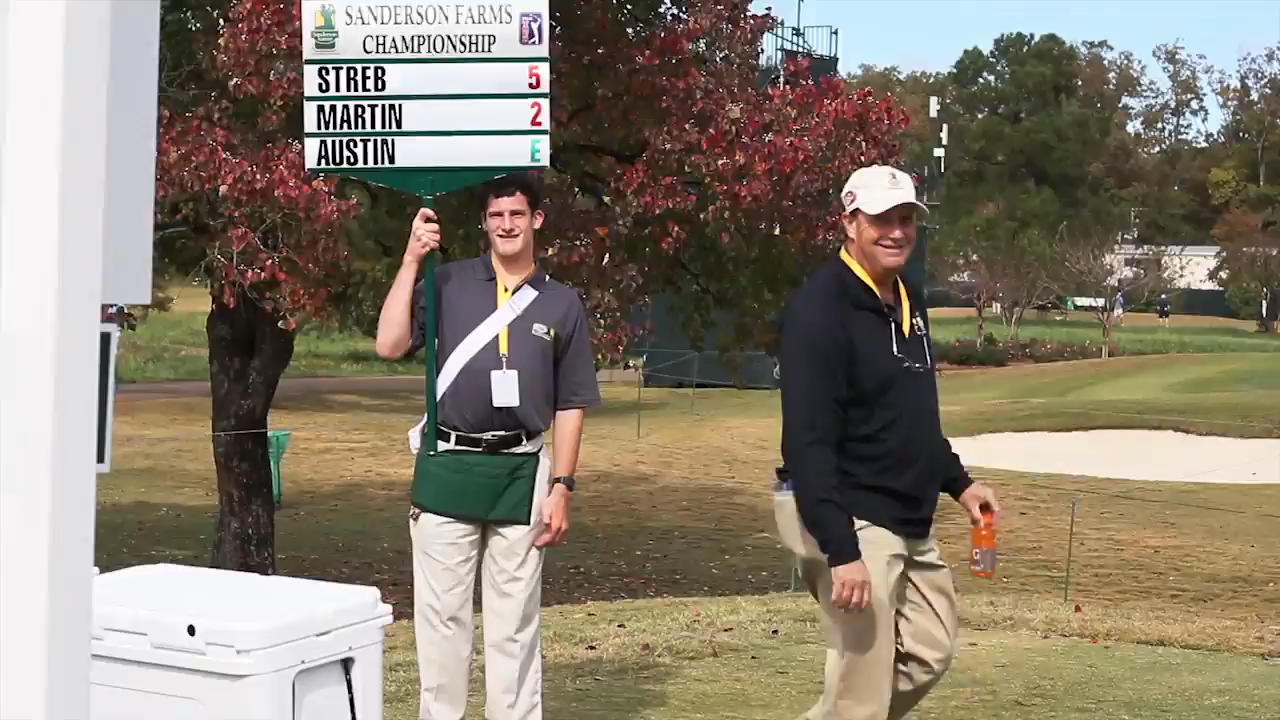 SANDERSON FARMS
CHAMPIONSHIP
STREB 5
MARTIN 2
AUSTIN E